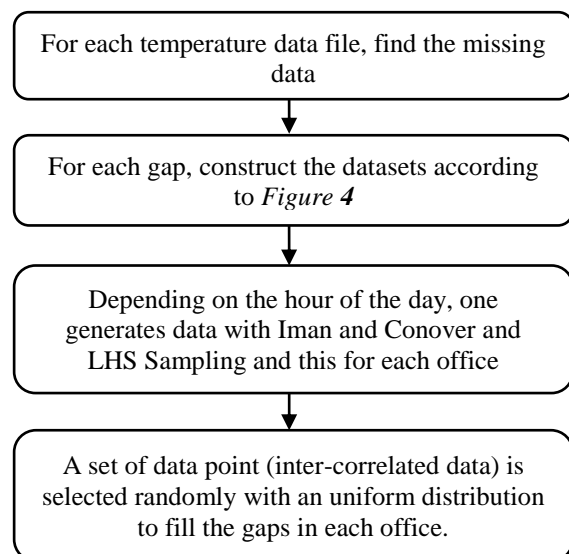 For each temperature data file, find the missing
data
For each gap, construct the datasets according
to Figure 4
Depending on the hour of the day, one
generates data with Iman and Conover and
LHS Sampling and this for each office
A set of data point (inter-correlated data) is
selected randomly with an uniform distribution
to fill the gaps in each office.